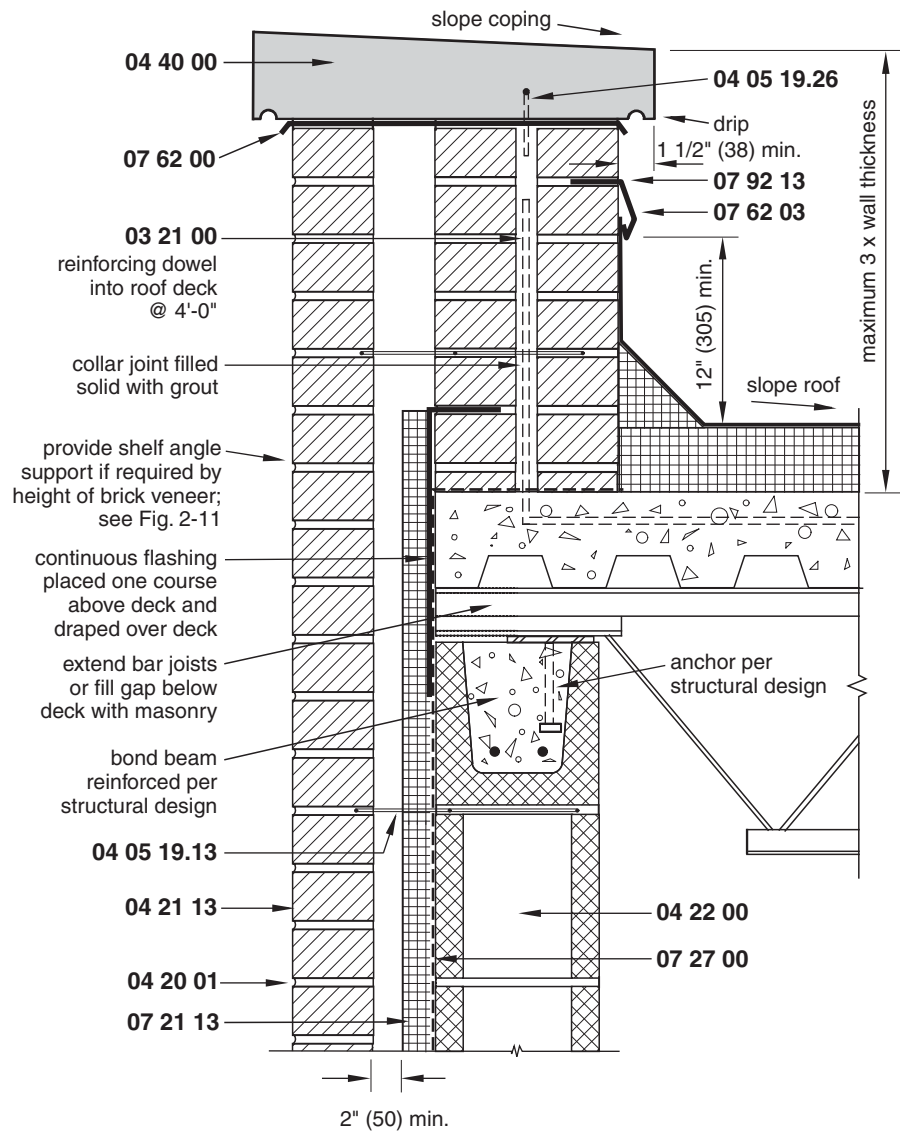 slope coping
04 40 00
04 05 19.26
drip
1 1/2" (38) min.
07 62 00
07 92 13
07 62 03
03 21 00
reinforcing dowel
into roof deck
@ 4'-0"
12" (305) min.
maximum 3 x wall thickness
collar joint filled
solid with grout
slope roof
provide shelf angle
support if required by
height of brick veneer;
see Fig. 2-11
continuous flashing
placed one course
above deck and
draped over deck
extend bar joists
or fill gap below
deck with masonry
anchor per
structural design
bond beam
reinforced per
structural design
04 05 19.13
04 21 13
04 22 00
07 27 00
04 20 01
07 21 13
2" (50) min.